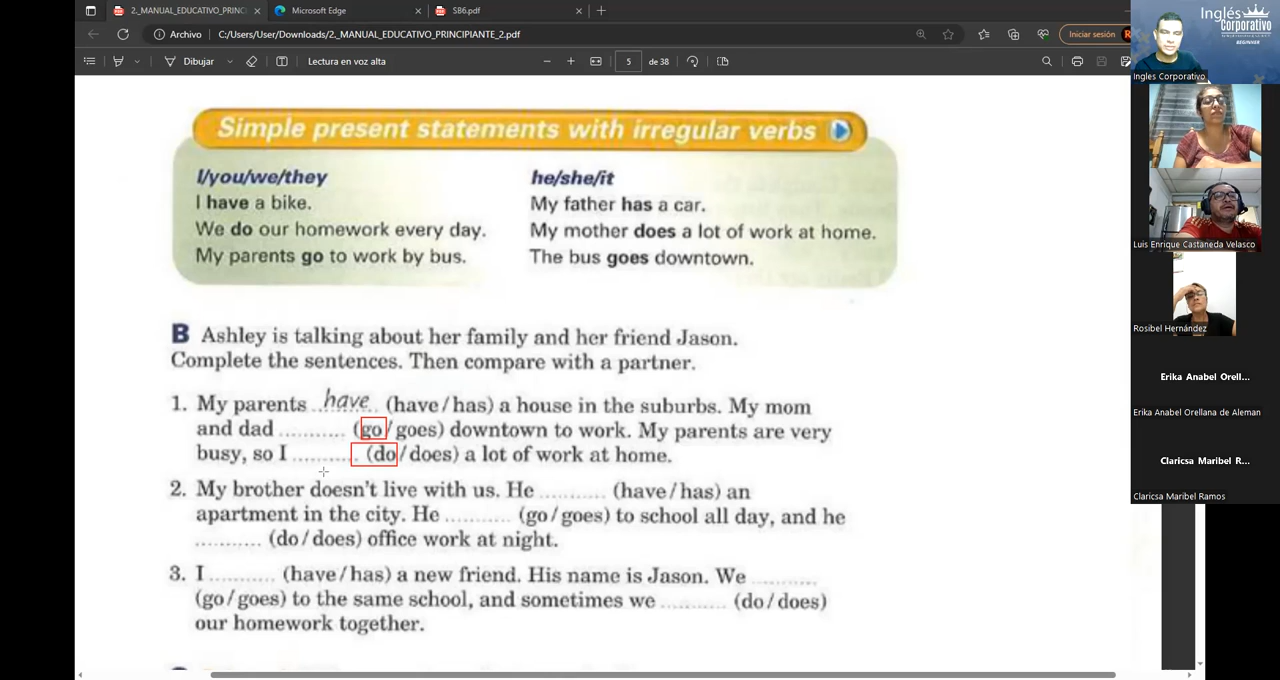 2._MANUAL_EDUCATIVO_PRINC
Microsoft Edge
SB6.pdf
Archivo
C:/Users/User/Downloads/2._MANUAL_EDUCATIVO_PRINCIPIANTE_2.pdf
Iniciar sesión
Dibujar
Lectura en voz alta
5 de 38
Simple present statements with irregular verbs
I/you/we/they
I have a bike.
We do our homework every day.
My parents go to work by bus.
he/she/it
My father has a car.
My mother does a lot of work at home.
The bus goes downtown.
B Ashley is talking about her family and her friend Jason.
Complete the sentences. Then compare with a partner.
1. My parents ...have... (have/has) a house in the suburbs. My mom
and dad ........... (go/goes) downtown to work. My parents are very
busy, so I ........... (do/does) a lot of work at home.
2. My brother doesn't live with us. He ........... (have/has) an
apartment in the city. He ........... (go/goes) to school all day, and he
........... (do/does) office work at night.
3. I ........... (have/has) a new friend. His name is Jason. We ...........
(go/goes) to the same school, and sometimes we ........... (do/does)
our homework together.
Inglés
Corporativo
BEGINNER
Ingles Corporativo
Luis Enrique Castaneda Velasco
Rosibel Hernández
Erika Anabel Orell...
Erika Anabel Orellana de Aleman
Claricsa Maribel R...
Claricsa Maribel Ramos